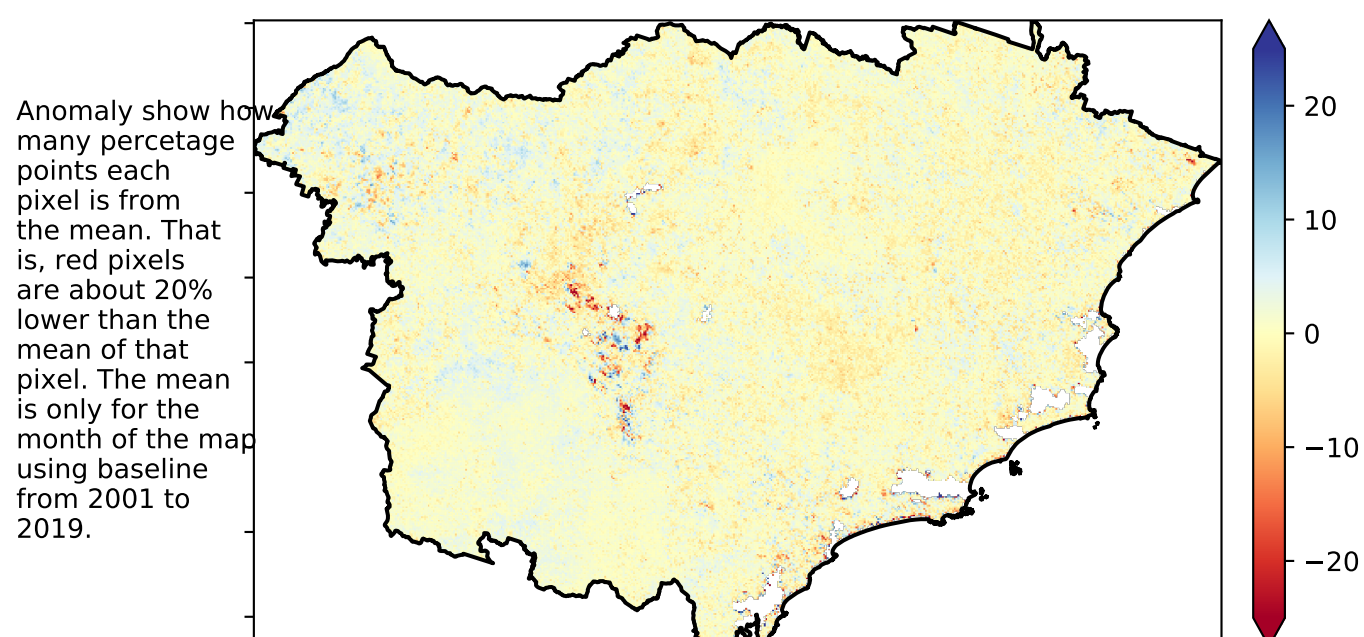 Anomaly show how
many percetage
points each
pixel is from
the mean. That
is, red pixels
are about 20%
lower than the
mean of that
pixel. The mean
is only for the
month of the map
using baseline
from 2001 to
2019.
20
10
0
−10
−20